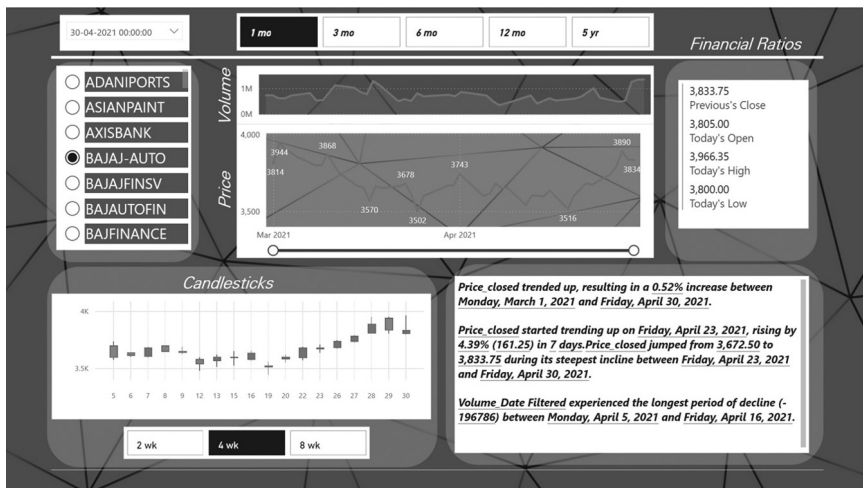 30-04-2021 00:00:00
1 mo
3 mo
6 mo
12 mo
5 yr
Financial Ratios
ADANIPORTS
ASIANPAINT
AXISBANK
BAJAJ-AUTO
BAJAJFINSV
BAJAUTOFIN
BAJFINANCE
Volume
1M
0M
Price
4,000
3,500
3944
3868
3890
3814
3743
3834
3678
3570
3502
3516
Mar 2021
Apr 2021
3,833.75
Previous's Close
3,805.00
Today's Open
3,966.35
Today's High
3,800.00
Today's Low
Candlesticks
4K
3.5K
5 6 7 8 9 12 13 15 16 19 20 22 23 26 27 28 29 30
2 wk
4 wk
8 wk
Price_closed trended up, resulting in a 0.52% increase between
Monday, March 1, 2021 and Friday, April 30, 2021.
Price_closed started trending up on Friday, April 23, 2021, rising by
4.39% (161.25) in 7 days.Price_closed jumped from 3,672.50 to
3,833.75 during its steepest incline between Friday, April 23, 2021
and Friday, April 30, 2021.
Volume_Date Filtered experienced the longest period of decline (-
196786) between Monday, April 5, 2021 and Friday, April 16, 2021.